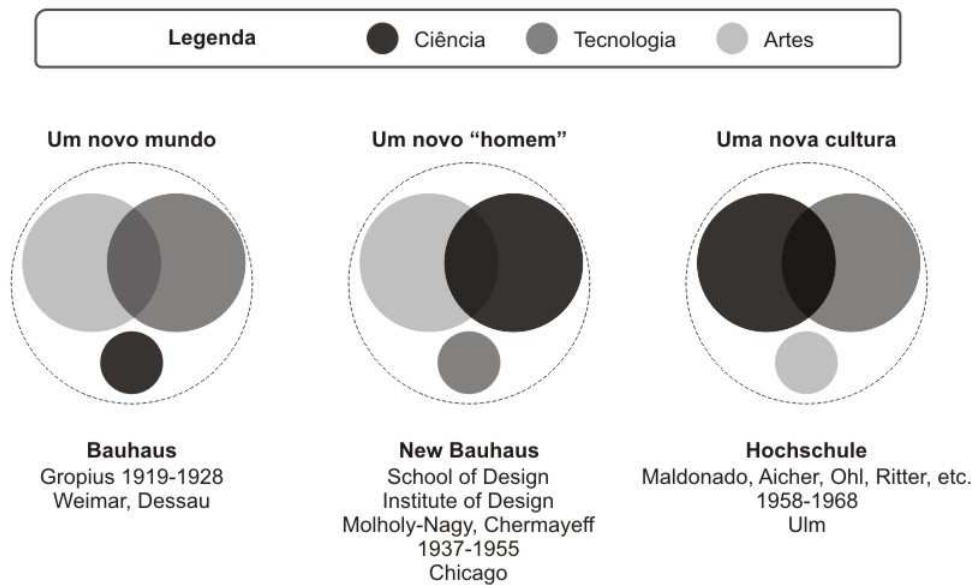 Legenda
Ciência
Tecnologia
Artes
Um novo mundo
Um novo “homem”
Uma nova cultura
Bauhaus
Gropius 1919-1928
Weimar, Dessau
New Bauhaus
School of Design
Institute of Design
Molholy-Nagy, Chermayeff
1937-1955
Chicago
Hochschule
Maldonado, Aicher, Ohl, Ritter, etc.
1958-1968
Ulm